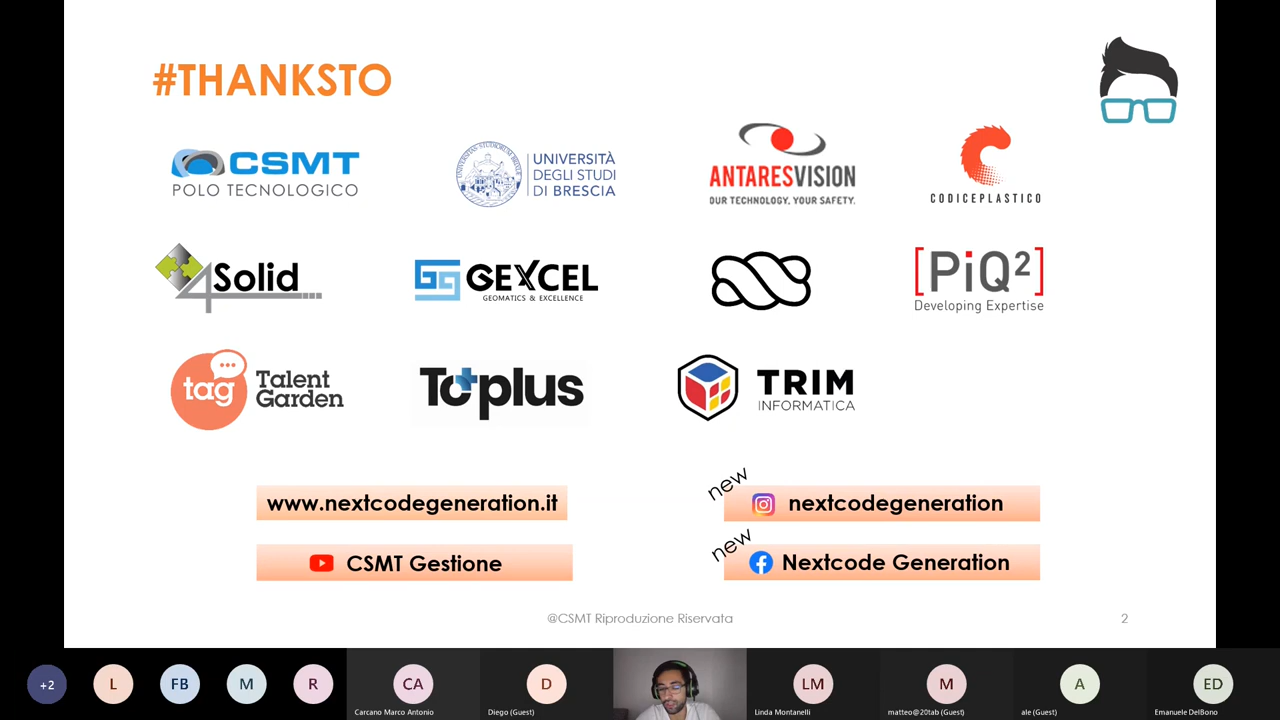 #THANKSTO
CSMT
POLO TECNOLOGICO
UNIVERSITÀ
DEGLI STUDI
DI BRESCIA
ANTARESVISION
OUR TECHNOLOGY, YOUR SAFETY.
CODICEPLASTICO
4Solid
GEXCEL
GEOMATICS & EXCELLENCE
[PiQ²]
Developing Expertise
tag
Talent
Garden
Toplus
TRIM
INFORMATICA
www.nextcodegeneration.it
new
nextcodegeneration
CSMT Gestione
new
Nextcode Generation
@CSMT Riproduzione Riservata
2
+2
L
FB
M
R
CA
Carcano Marco Antonio
D
Diego (Guest)
LM
Linda Montanelli
M
matteo@20tab (Guest)
A
ale (Guest)
ED
Emanuele DelBono